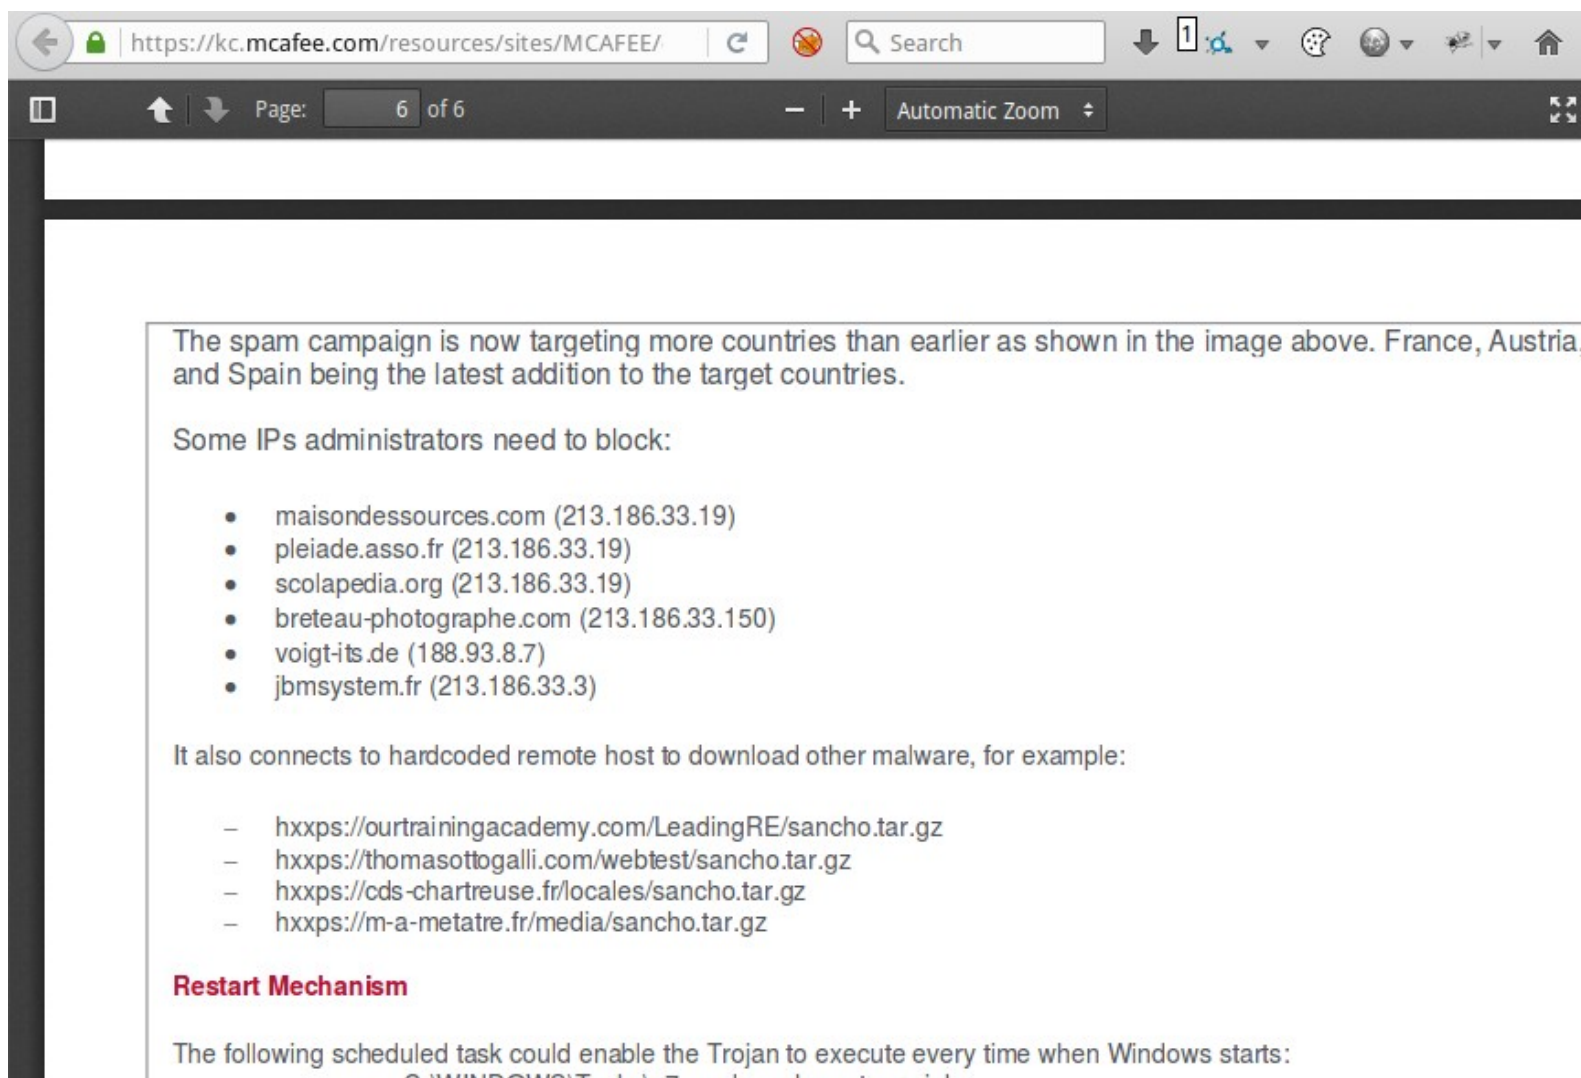 https://kc.mcafee.com/resources/sites/MCAFEE/
Search
1
Page: 6 of 6
Automatic Zoom
The spam campaign is now targeting more countries than earlier as shown in the image above. France, Austria,
and Spain being the latest addition to the target countries.
Some IPs administrators need to block:
• maisondessources.com (213.186.33.19)
• pleiade.asso.fr (213.186.33.19)
• scolapedia.org (213.186.33.19)
• breteau-photographe.com (213.186.33.150)
• voigt-its.de (188.93.8.7)
• jbmsystem.fr (213.186.33.3)
It also connects to hardcoded remote host to download other malware, for example:
– hxxps://ourtrainingacademy.com/LeadingRE/sancho.tar.gz
– hxxps://thomasottogalli.com/webtest/sancho.tar.gz
– hxxps://cds-chartreuse.fr/locales/sancho.tar.gz
– hxxps://m-a-metatre.fr/media/sancho.tar.gz
Restart Mechanism
The following scheduled task could enable the Trojan to execute every time when Windows starts: